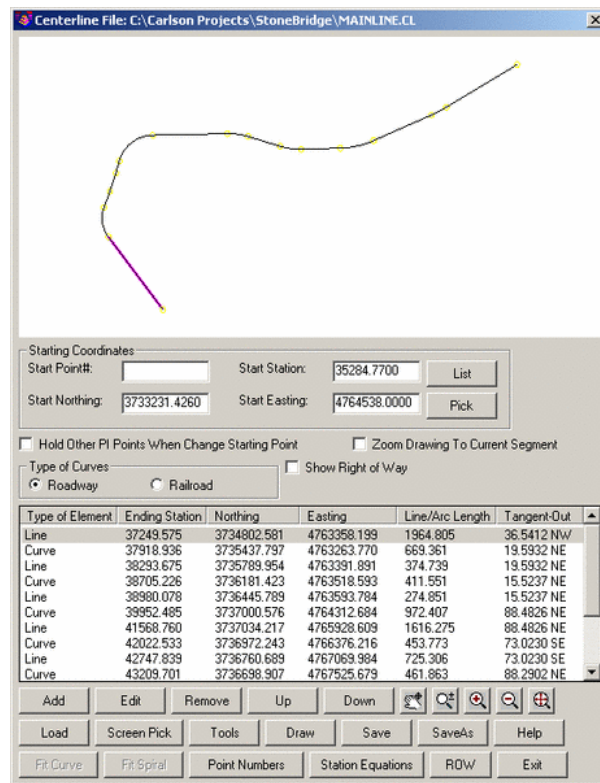 Centerline File: C:\Carlson Projects\StoneBridge\MAINLINE.CL
Starting Coordinates
Start Point#: Start Station: 35284.7700 List
Start Northing: 3733231.4260 Start Easting: 4764538.0000 Pick
Hold Other PI Points When Change Starting Point Zoom Drawing To Current Segment
Type of Curves Show Right of Way
Roadway Railroad
Type of Element Ending Station Northing Easting Line/Arc Length Tangent-Out
Line 37249.575 3734802.581 4763358.199 1964.805 36.5412 NW
Curve 37918.936 3735437.797 4763263.770 669.361 19.5932 NE
Line 38293.675 3735789.954 4763391.891 374.739 19.5932 NE
Curve 38705.226 3736181.423 4763518.593 411.551 15.5237 NE
Line 38980.078 3736445.789 4763593.784 274.851 15.5237 NE
Curve 39952.485 3737000.576 4764312.684 972.407 88.4826 NE
Line 41568.760 3737034.217 4765928.609 1616.275 88.4826 NE
Curve 42022.533 3736972.243 4766376.216 453.773 73.0230 SE
Line 42747.839 3736760.689 4767069.984 725.306 73.0230 SE
Curve 43209.701 3736698.907 4767525.679 461.863 88.2902 NE
Add Edit Remove Up Down
Load Screen Pick Tools Draw Save SaveAs Help
Fit Curve Fit Spiral Point Numbers Station Equations ROW Exit